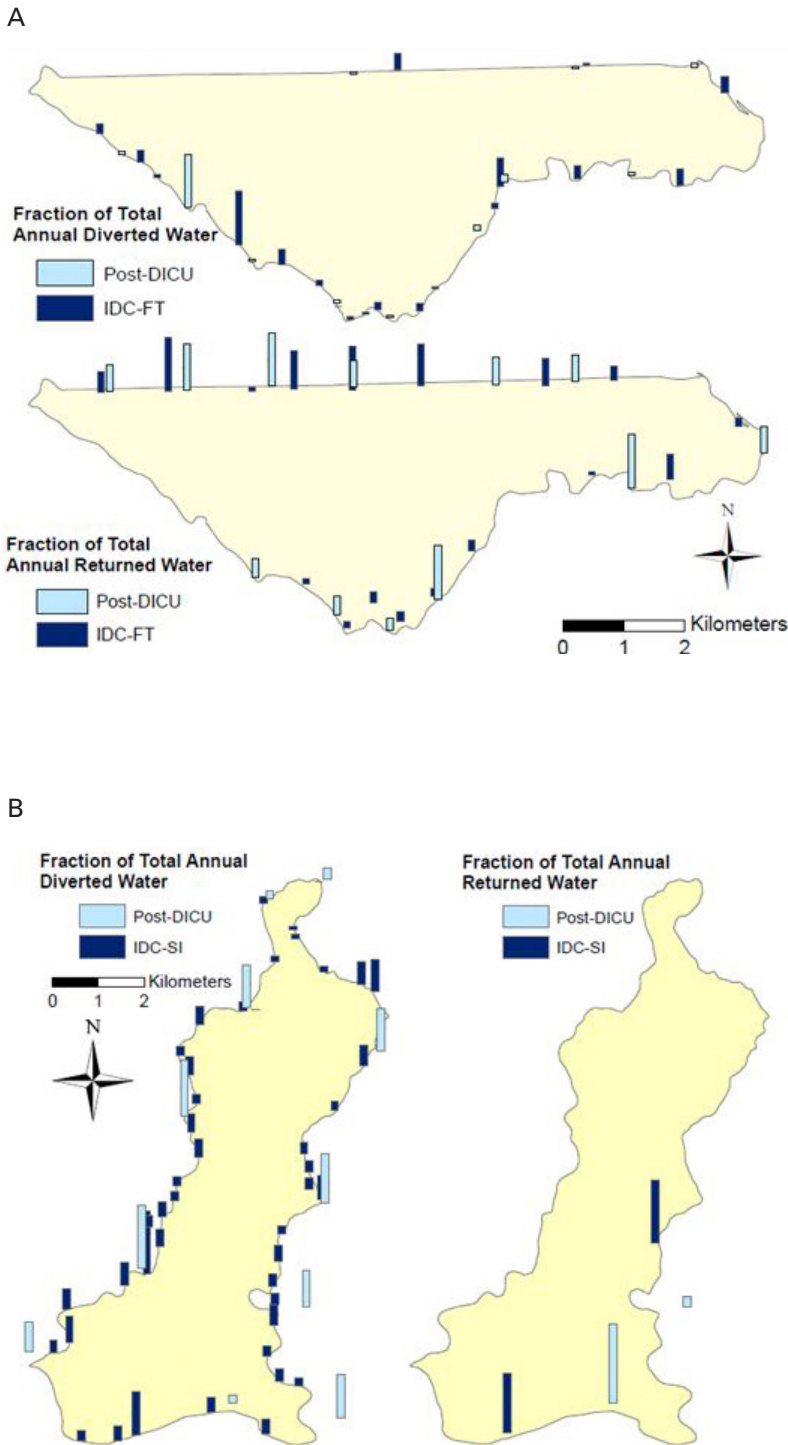 A
Fraction of Total
Annual Diverted Water
Post-DICU
IDC-FT
Fraction of Total
Annual Returned Water
Post-DICU
IDC-FT
N
Kilometers
0 1 2
B
Fraction of Total Annual
Diverted Water
Post-DICU
IDC-SI
Kilometers
0 1 2
N
Fraction of Total Annual
Returned Water
Post-DICU
IDC-SI